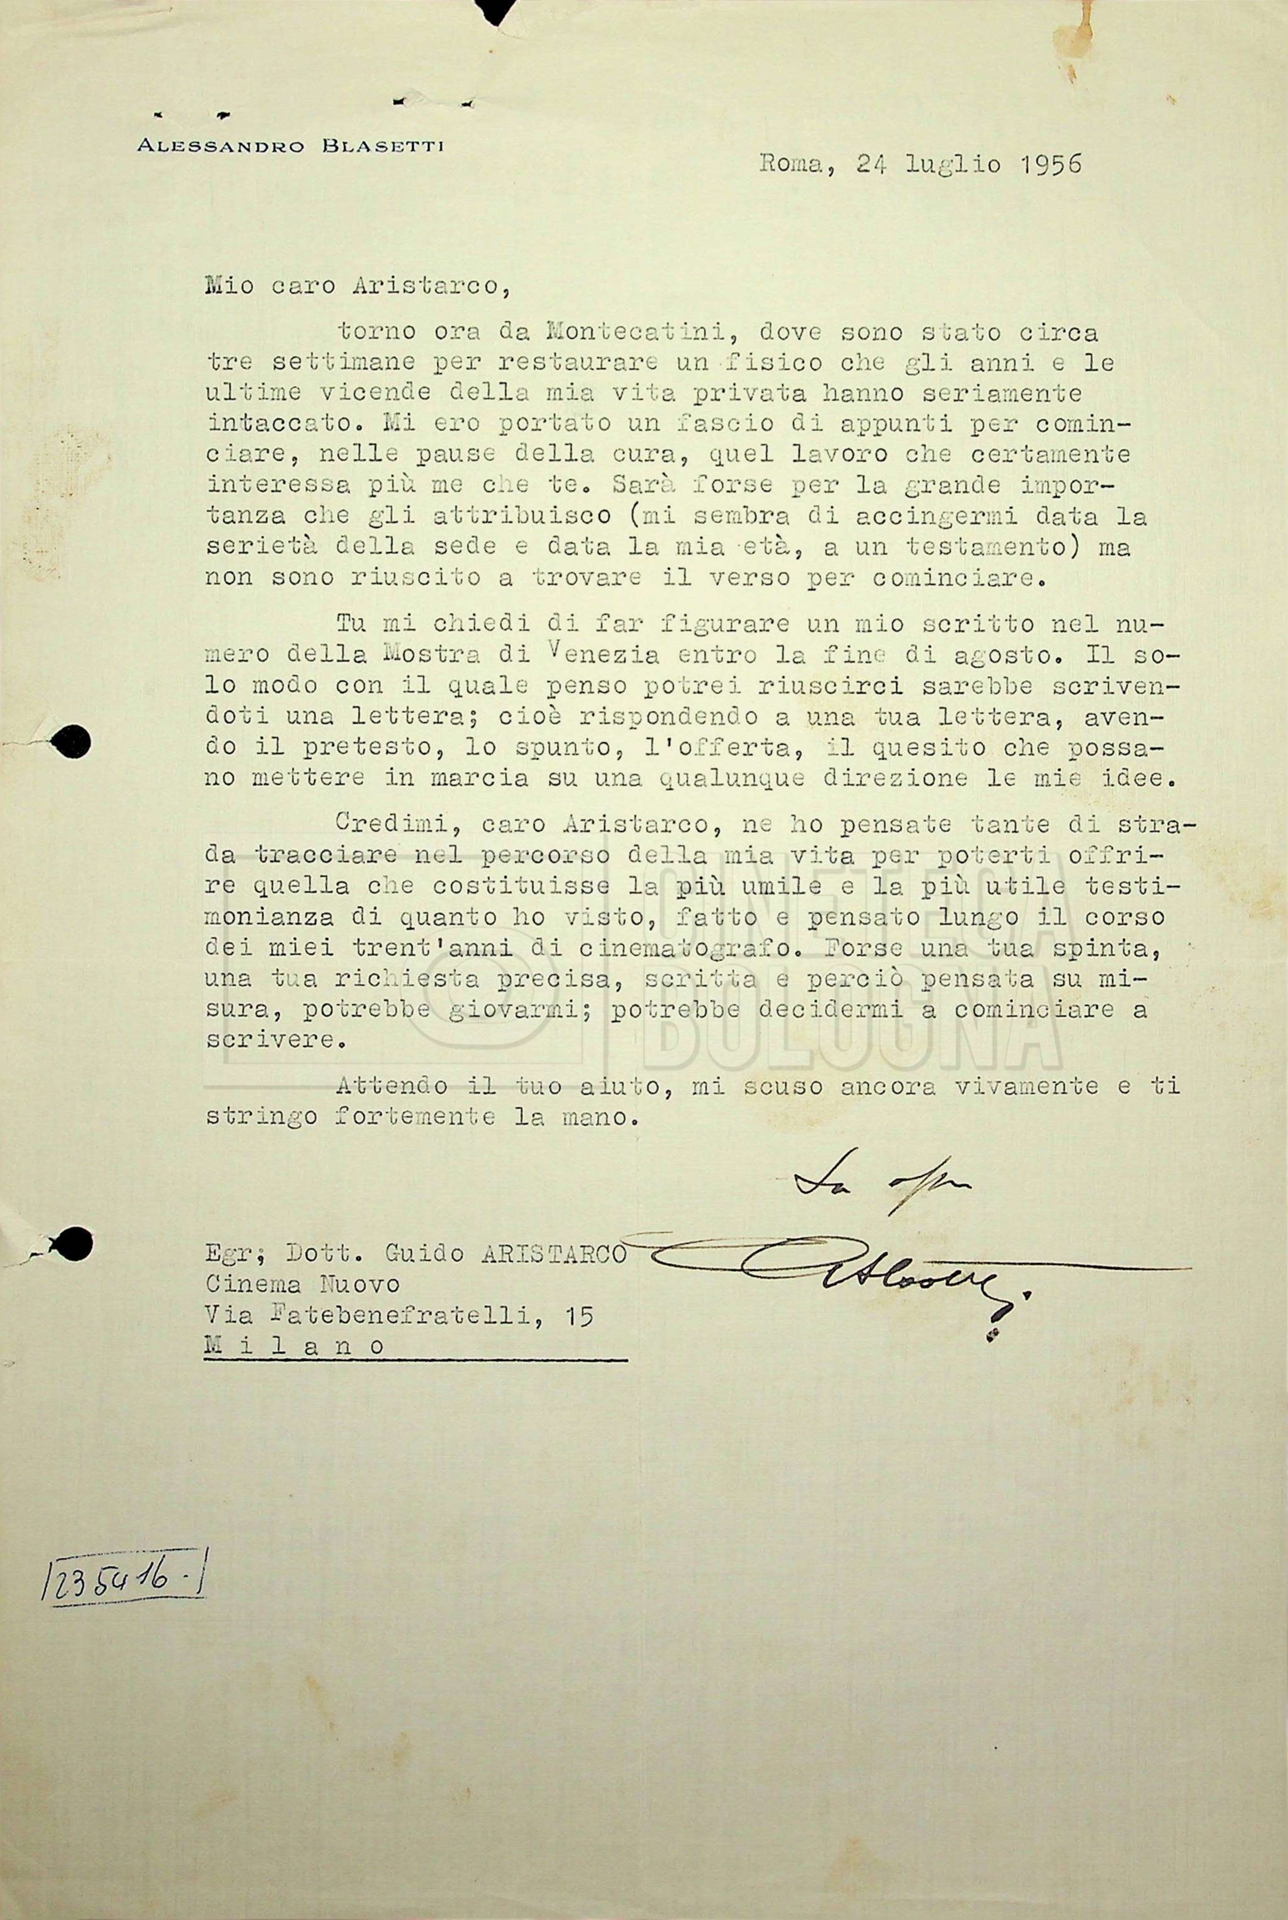 ALESSANDRO BLASETTI
Roma, 24 luglio 1956
Mio caro Aristarco,
torno ora da Montecatini, dove sono stato circa
tre settimane per restaurare un fisico che gli anni e le
ultime vicende della mia vita privata hanno seriamente
intaccato. Mi ero portato un fascio di appunti per comin-
ciare, nelle pause della cura, quel lavoro che certamente
interessa più me che te. Sarà forse per la grande impor-
tanza che gli attribuisco (mi sembra di accingermi data la
serietà della sede e data la mia età, a un testamento) ma
non sono riuscito a trovare il verso per cominciare.
Tu mi chiedi di far figurare un mio scritto nel nu-
mero della Mostra di Venezia entro la fine di agosto. Il so-
lo modo con il quale penso potrei riuscirci sarebbe scriven-
doti una lettera; cioè rispondendo a una tua lettera, aven-
do il pretesto, lo spunto, l'offerta, il quesito che possa-
no mettere in marcia su una qualunque direzione le mie idee.
Credimi, caro Aristarco, ne ho pensate tante di stra-
da tracciare nel percorso della mia vita per poterti offri-
re quella che costituisse la più umile e la più utile testi-
monianza di quanto ho visto, fatto e pensato lungo il corso
dei miei trent'anni di cinematografo. Forse una tua spinta,
una tua richiesta precisa, scritta e perciò pensata su mi-
sura, potrebbe giovarmi; potrebbe decidermi a cominciare a
scrivere.
Attendo il tuo aiuto, mi scuso ancora vivamente e ti
stringo fortemente la mano.
Egr; Dott. Guido ARISTARCO
Cinema Nuovo
Via Fatebenefratelli, 15
M i l a n o
235416.
CINETECA
BOLOGNA